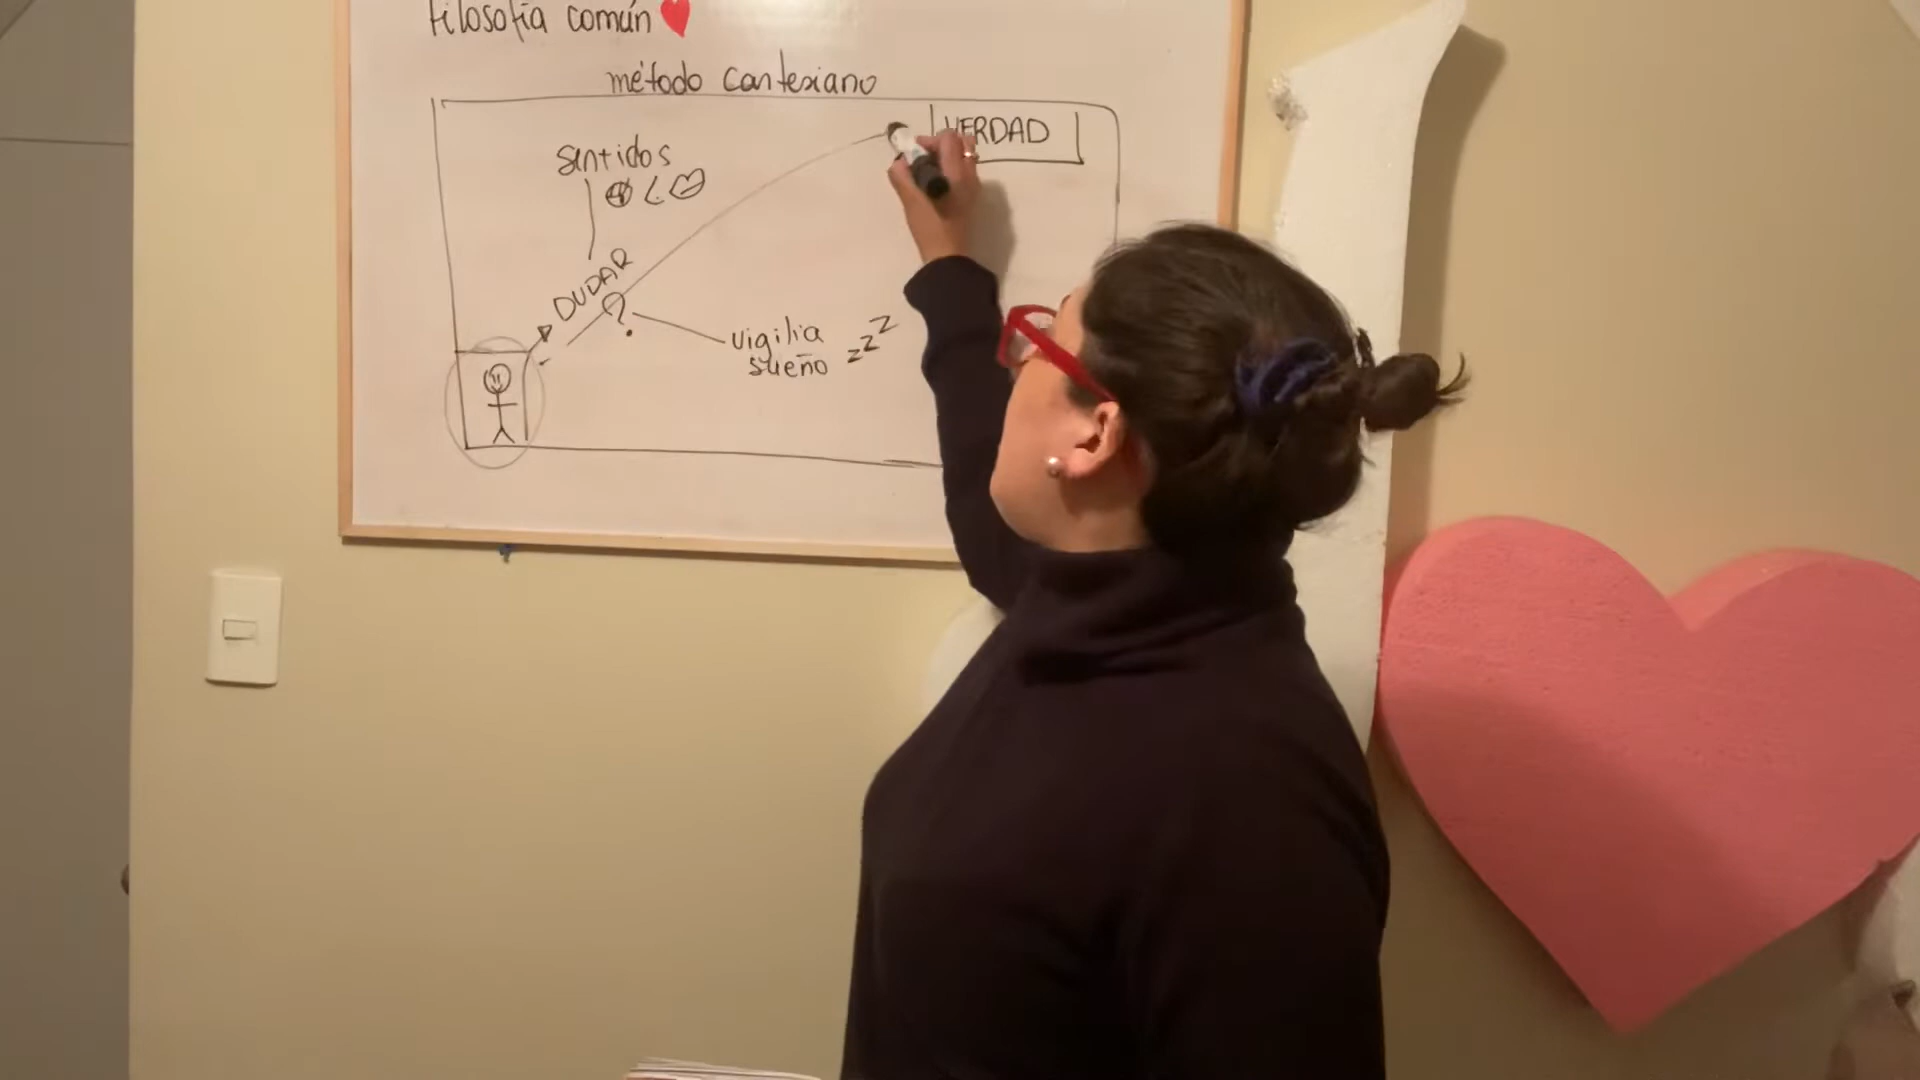 Filosofía común
método cartesiano
VERDAD
sentidos
DUDAR
?
vigilia
sueño zzz